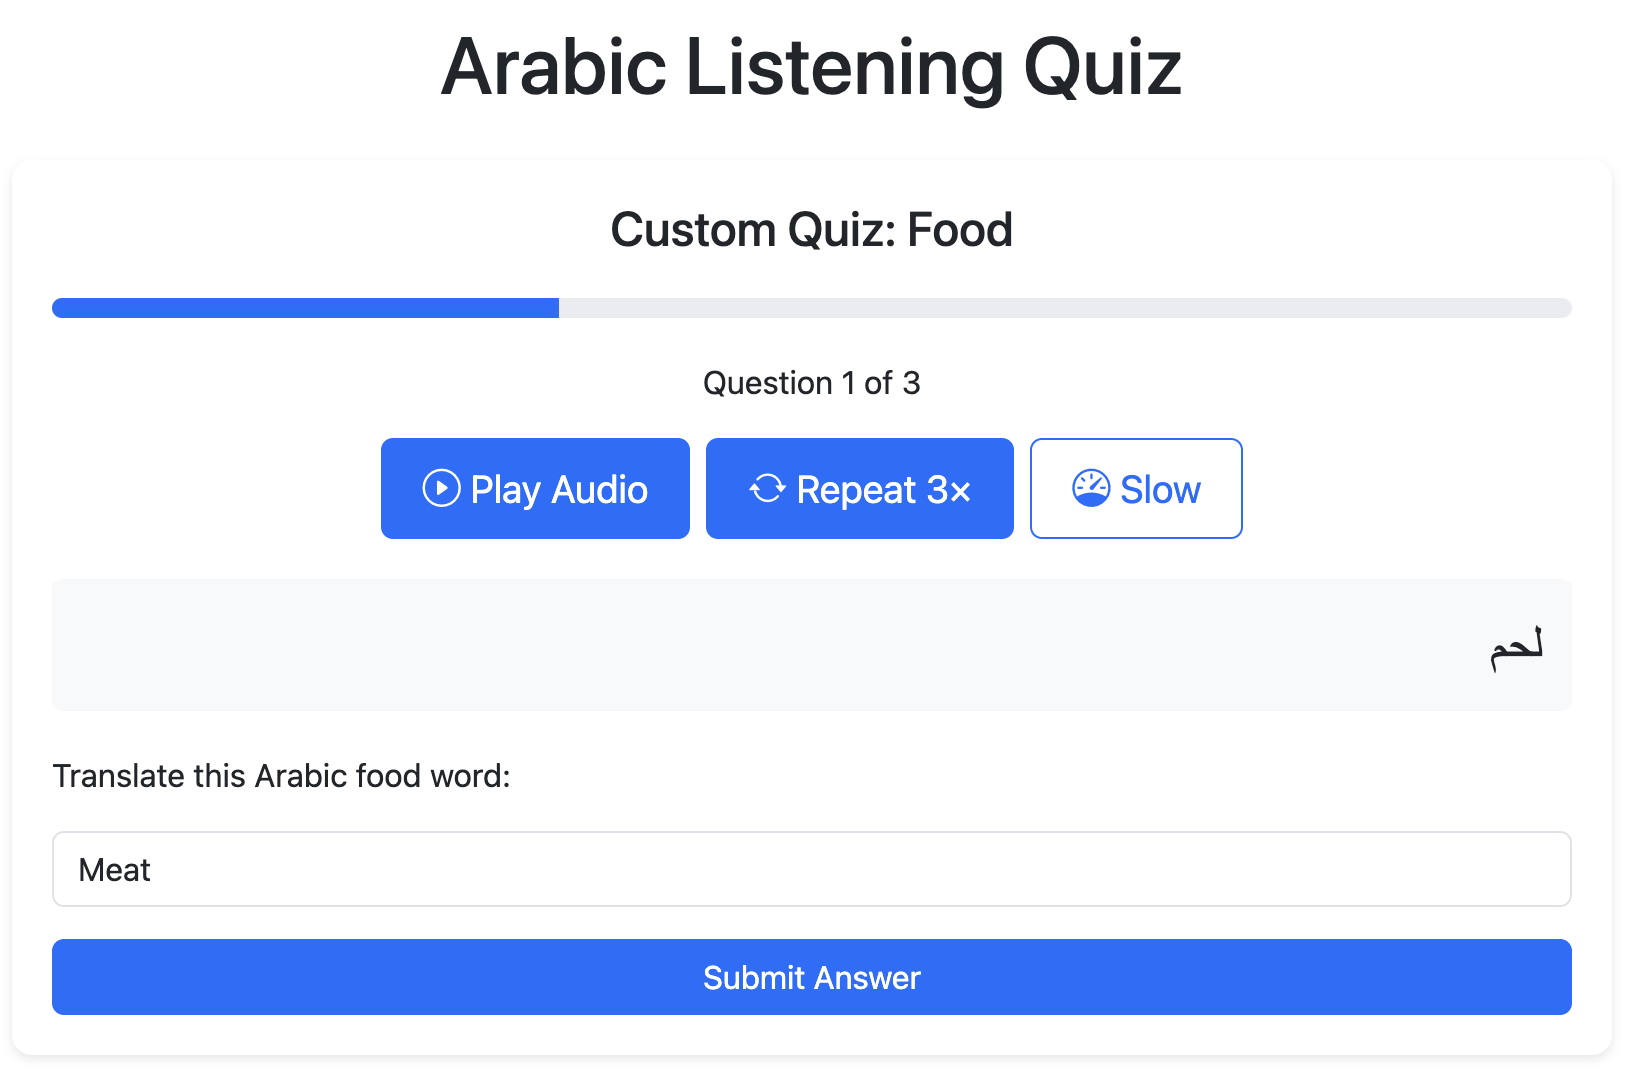 Arabic Listening Quiz
Custom Quiz: Food
Question 1 of 3
Play Audio
Repeat 3×
Slow
لحم
Translate this Arabic food word:
Meat
Submit Answer